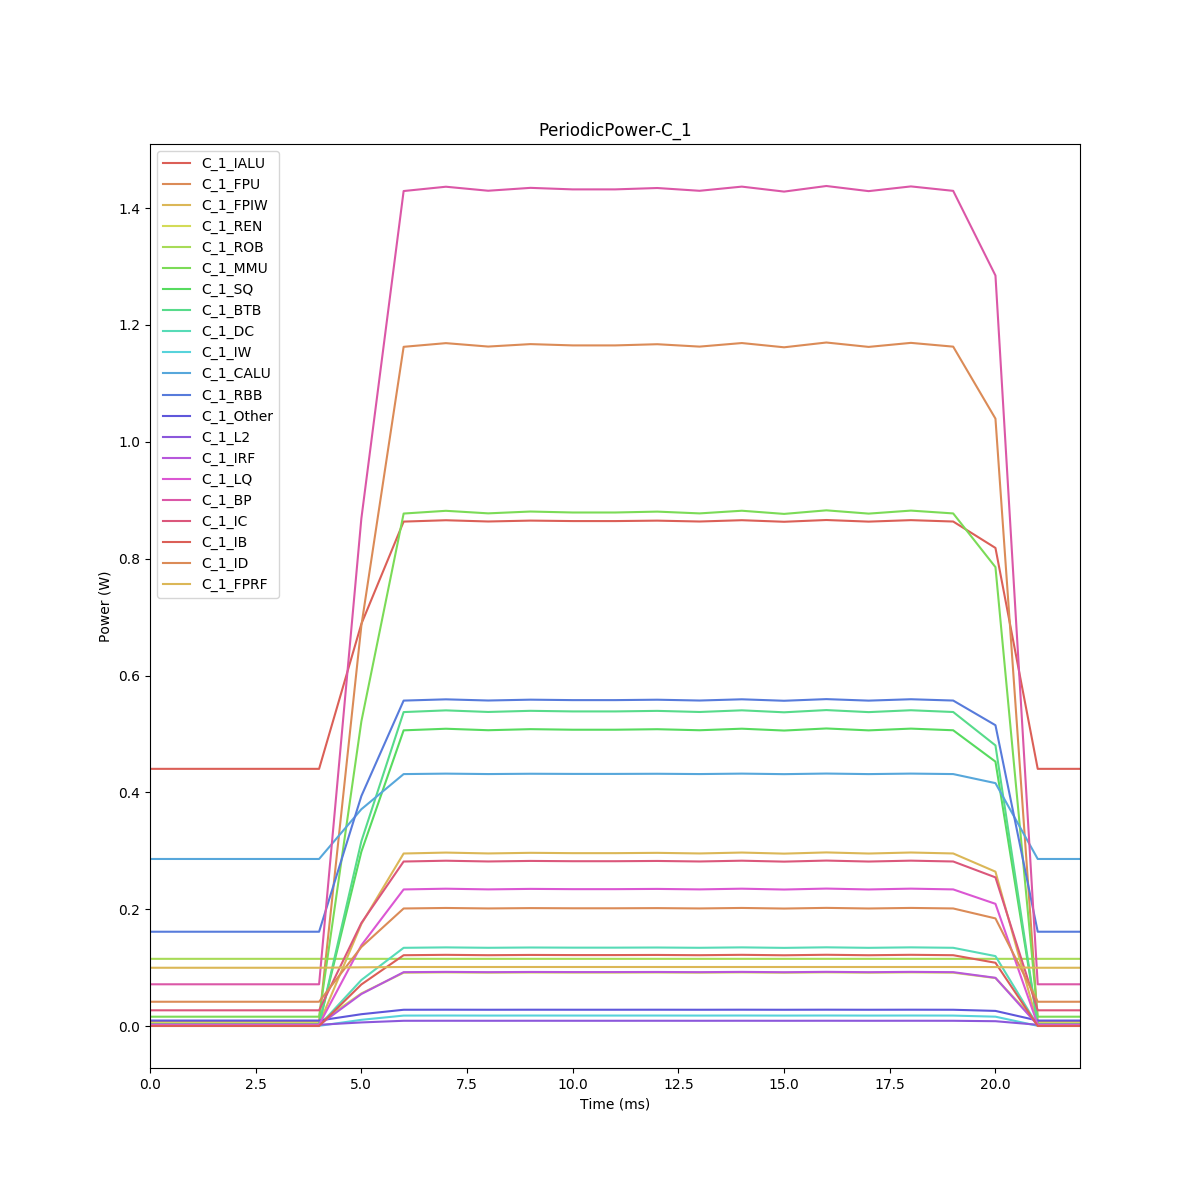 PeriodicPower-C_1
C_1_IALU
C_1_FPU
C_1_FPIW
C_1_REN
C_1_ROB
C_1_MMU
C_1_SQ
C_1_BTB
C_1_DC
C_1_IW
C_1_CALU
C_1_RBB
C_1_Other
C_1_L2
C_1_IRF
C_1_LQ
C_1_BP
C_1_IC
C_1_IB
C_1_ID
C_1_FPRF
1.4
1.2
1.0
0.8
0.6
0.4
0.2
0.0
Power (W)
0.0 2.5 5.0 7.5 10.0 12.5 15.0 17.5 20.0
Time (ms)